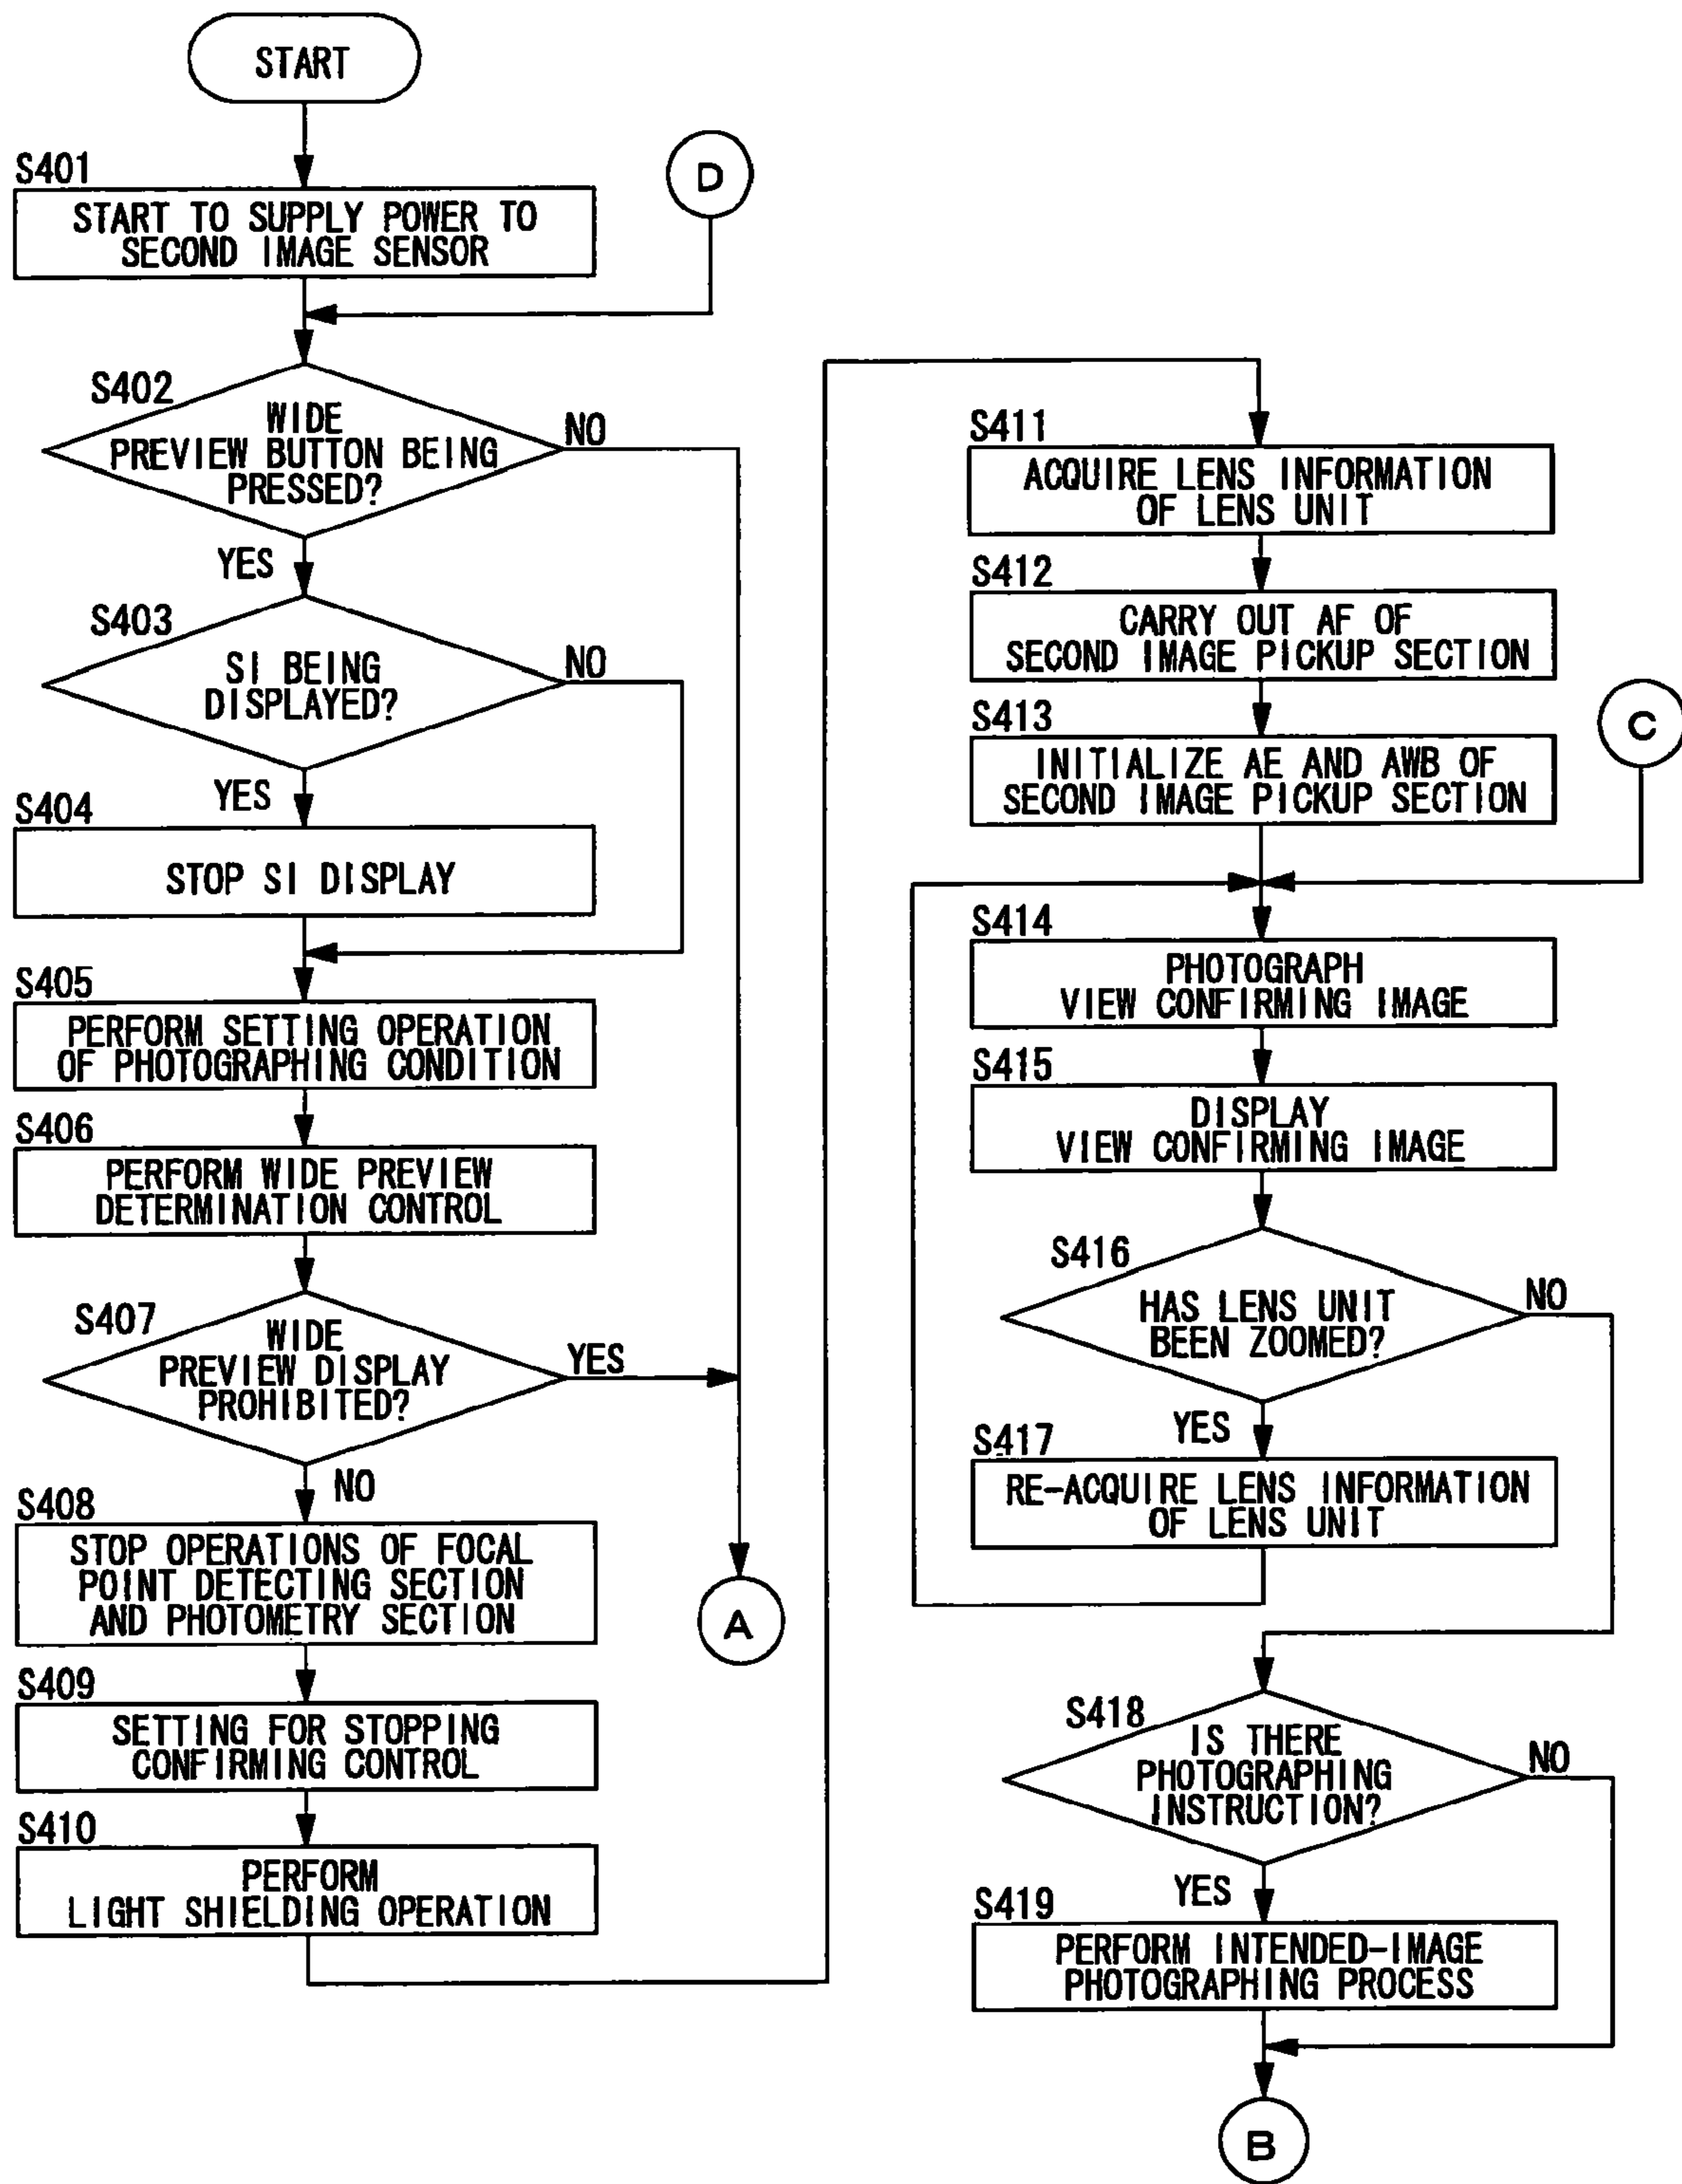 START
D
S401
START TO SUPPLY POWER TO
SECOND IMAGE SENSOR
S402
WIDE
PREVIEW BUTTON BEING
PRESSED?
NO
YES
S403
SI BEING
DISPLAYED?
NO
YES
S404
STOP SI DISPLAY
S405
PERFORM SETTING OPERATION
OF PHOTOGRAPHING CONDITION
S406
PERFORM WIDE PREVIEW
DETERMINATION CONTROL
S407
WIDE
PREVIEW DISPLAY
PROHIBITED?
YES
NO
S408
STOP OPERATIONS OF FOCAL
POINT DETECTING SECTION
AND PHOTOMETRY SECTION
A
S409
SETTING FOR STOPPING
CONFIRMING CONTROL
S410
PERFORM
LIGHT SHIELDING OPERATION
S411
ACQUIRE LENS INFORMATION
OF LENS UNIT
S412
CARRY OUT AF OF
SECOND IMAGE PICKUP SECTION
S413
INITIALIZE AE AND AWB OF
SECOND IMAGE PICKUP SECTION
C
S414
PHOTOGRAPH
VIEW CONFIRMING IMAGE
S415
DISPLAY
VIEW CONFIRMING IMAGE
S416
HAS LENS UNIT
BEEN ZOOMED?
NO
YES
S417
RE-ACQUIRE LENS INFORMATION
OF LENS UNIT
S418
IS THERE
PHOTOGRAPHING
INSTRUCTION?
NO
YES
S419
PERFORM INTENDED-IMAGE
PHOTOGRAPHING PROCESS
B